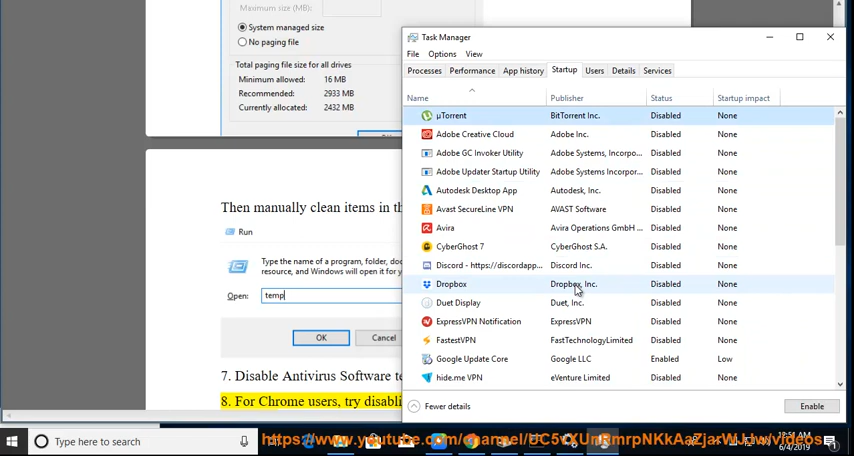 Maximum size (MB):
System managed size
No paging file
Total paging file size for all drives
Minimum allowed: 16 MB
Recommended: 2933 MB
Currently allocated: 2432 MB
Then manually clean items in th
Run
Type the name of a program, folder, doc
resource, and Windows will open it for y
Open: temp
OK Cancel
7. Disable Antivirus Software te
8. For Chrome users, try disabli
Task Manager
File Options View
Processes Performance App history Startup Users Details Services
Name Publisher Status Startup impact
µTorrent BitTorrent Inc. Disabled None
Adobe Creative Cloud Adobe Inc. Disabled None
Adobe GC Invoker Utility Adobe Systems, Incorpo... Disabled None
Adobe Updater Startup Utility Adobe Systems Incorpor... Disabled None
Autodesk Desktop App Autodesk, Inc. Disabled None
Avast SecureLine VPN AVAST Software Disabled None
Avira Avira Operations GmbH ... Disabled None
CyberGhost 7 CyberGhost S.A. Disabled None
Discord - https://discordapp... Discord Inc. Disabled None
Dropbox Dropbox, Inc. Disabled None
Duet Display Duet, Inc. Disabled None
ExpressVPN Notification ExpressVPN Disabled None
FastestVPN FastTechnologyLimited Disabled None
Google Update Core Google LLC Enabled Low
hide.me VPN eVenture Limited Disabled None
Fewer details Enable
Type here to search
6/4/2019